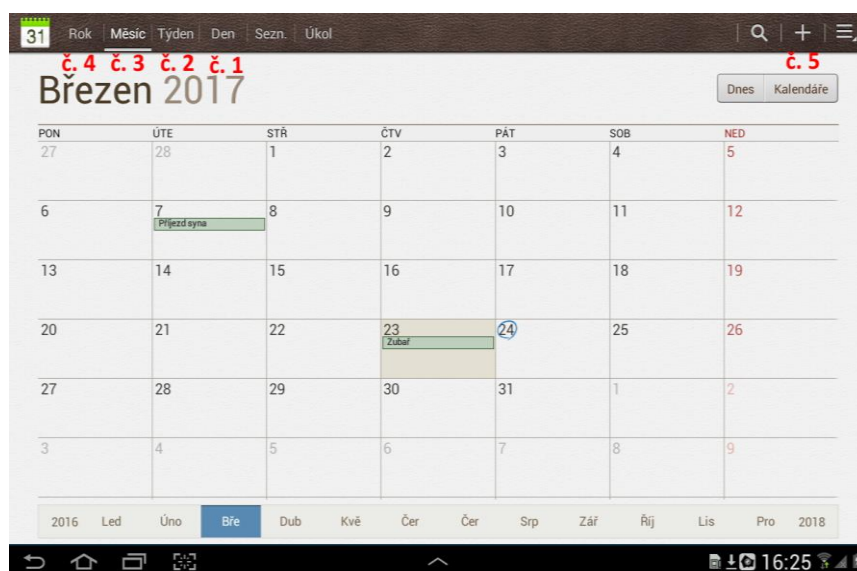 31 Rok Měsíc Týden Den Sezn. Úkol
č. 4 č. 3 č. 2 č. 1 č. 5
Březen 2017 Dnes Kalendáře
PON ÚTE STŘ ČTV PÁT SOB NED
27 28 1 2 3 4 5
6 7 8 9 10 11 12
Příjezd syna
13 14 15 16 17 18 19
20 21 22 23 24 25 26
Zubař
27 28 29 30 31 1 2
3 4 5 6 7 8 9
2016 Led Úno Bře Dub Kvě Čer Čer Srp Zář Říj Lis Pro 2018
16:25